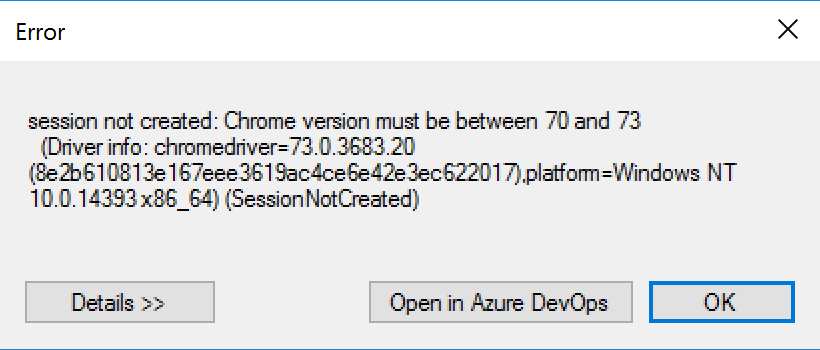 Error
session not created: Chrome version must be between 70 and 73
(Driver info: chromedriver=73.0.3683.20
(8e2b610813e167eee3619ac4ce6e42e3ec622017),platform=Windows NT
10.0.14393 x86_64) (SessionNotCreated)
Details >>
Open in Azure DevOps
OK